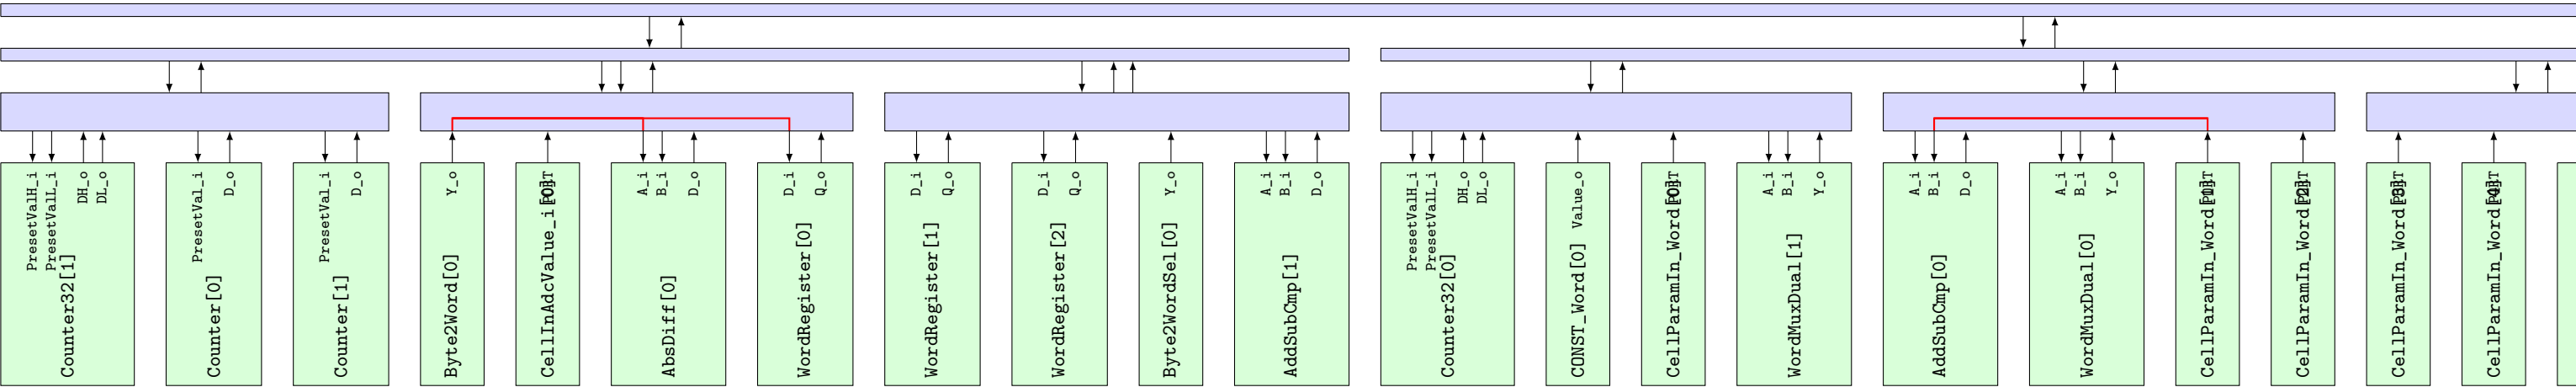 PresetValH_i
PresetValL_i
DH_o
DL_o
Counter32[1]
PresetVal_i
D_o
Counter[0]
PresetVal_i
D_o
Counter[1]
Y_o
Byte2Word[0]
CellInAdcValue_i[0]
A_i
B_i
D_o
AbsDiff[0]
D_i
Q_o
WordRegister[0]
D_i
Q_o
WordRegister[1]
D_i
Q_o
WordRegister[2]
Y_o
Byte2WordSel[0]
A_i
B_i
D_o
AddSubCmp[1]
PresetValH_i
PresetValL_i
DH_o
DL_o
Counter32[0]
Value_o
CONST_Word[0]
CellParamIn_Word[0]
A_i
B_i
Y_o
WordMuxDual[1]
A_i
B_i
D_o
AddSubCmp[0]
A_i
B_i
Y_o
WordMuxDual[0]
CellParamIn_Word[1]
CellParamIn_Word[2]
CellParamIn_Word[3]
CellParamIn_Word[4]